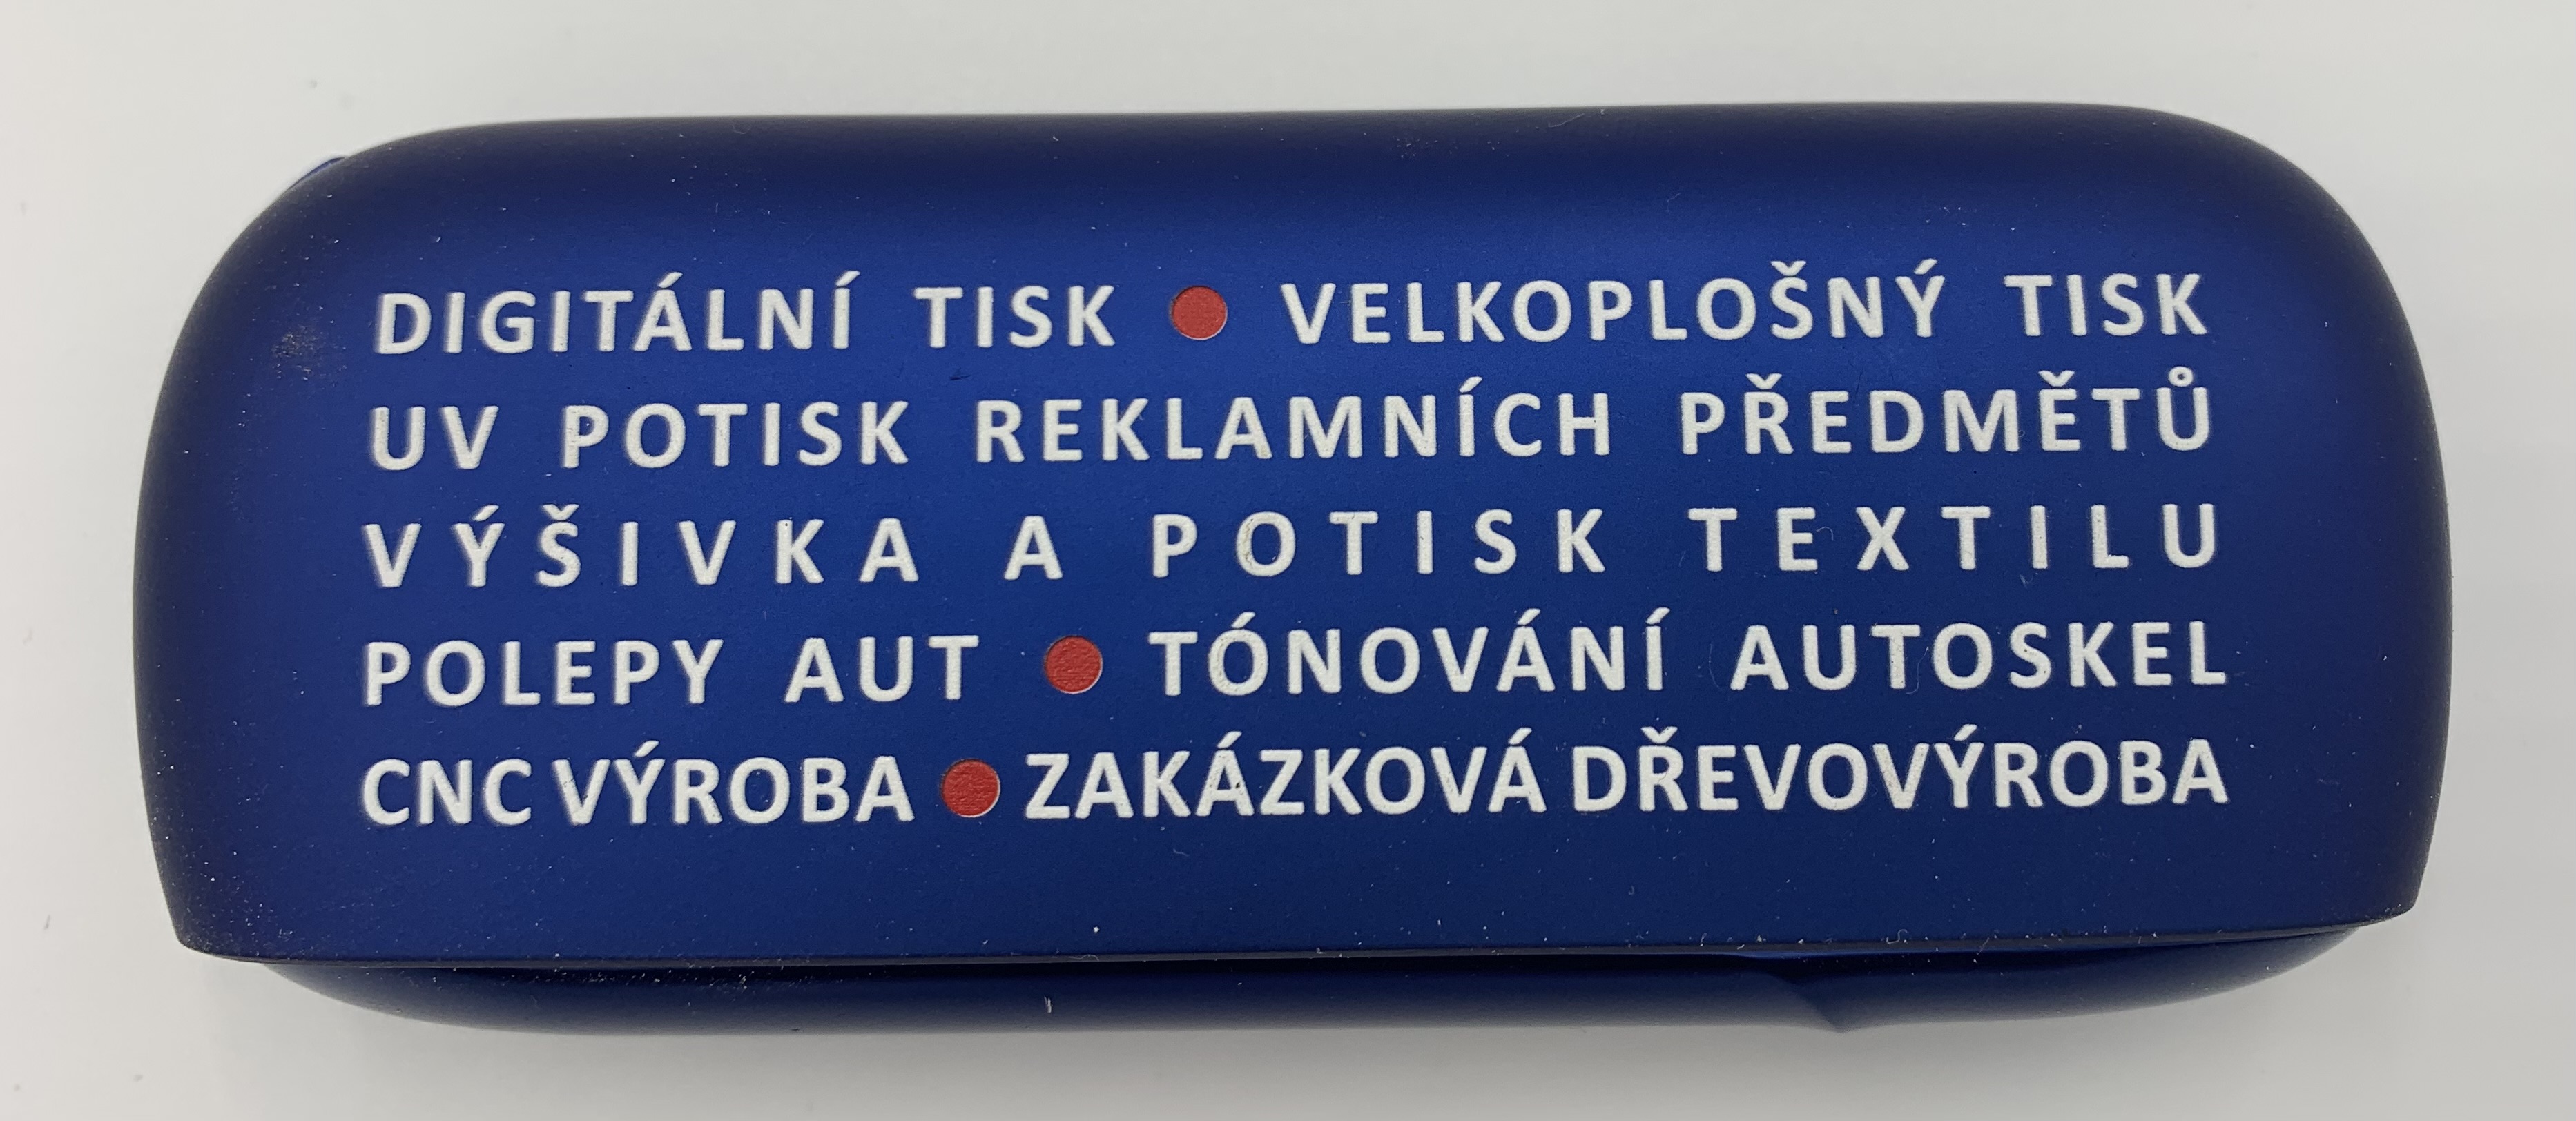 DIGITÁLNÍ TISK ● VELKOPLOŠNÝ TISK
UV POTISK REKLAMNÍCH PŘEDMĚTŮ
VÝŠIVKA A POTISK TEXTILU
POLEPY AUT ● TÓNOVÁNÍ AUTOSKEL
CNC VÝROBA ● ZAKÁZKOVÁ DŘEVOVÝROBA